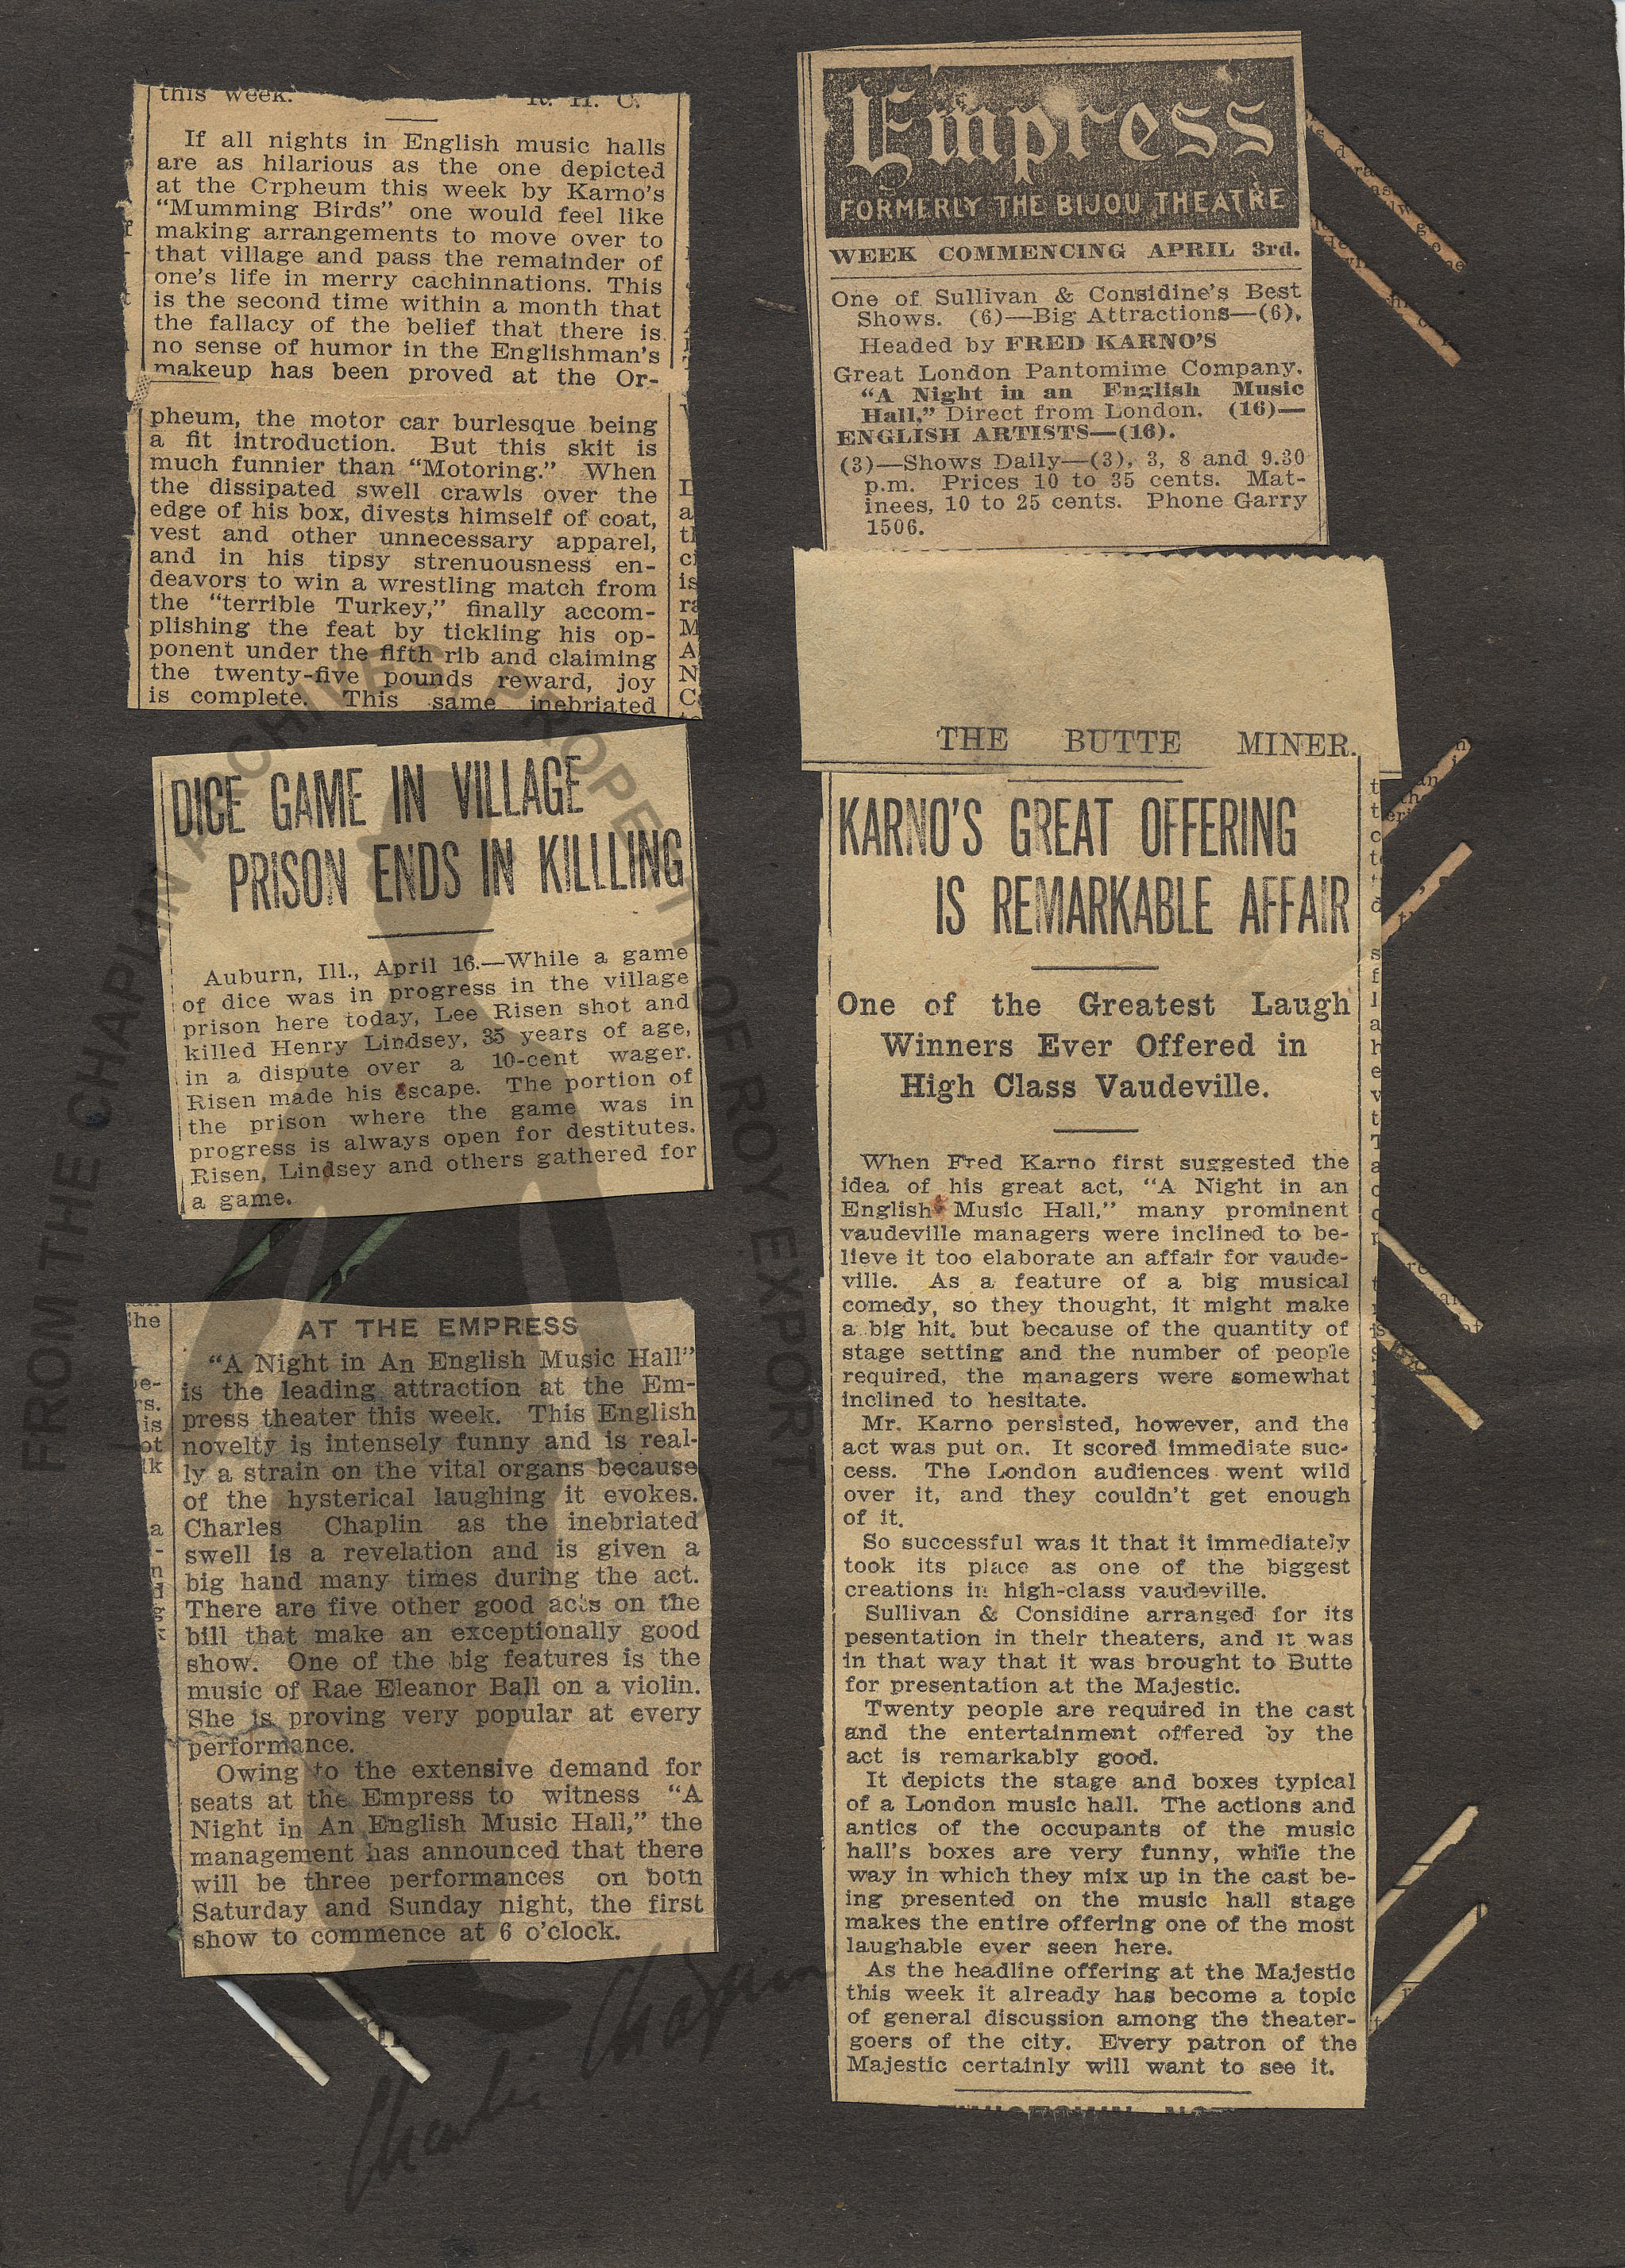 this week. R. H. C.
If all nights in English music halls
are as hilarious as the one depicted
at the Crpheum this week by Karno's
"Mumming Birds" one would feel like
making arrangements to move over to
that village and pass the remainder of
one's life in merry cachinnations. This
is the second time within a month that
the fallacy of the belief that there is
no sense of humor in the Englishman's
makeup has been proved at the Or-
pheum, the motor car burlesque being
a fit introduction. But this skit is
much funnier than "Motoring." When
the dissipated swell crawls over the
edge of his box, divests himself of coat,
vest and other unnecessary apparel,
and in his tipsy strenuousness en-
deavors to win a wrestling match from
the "terrible Turkey," finally accom-
plishing the feat by tickling his op-
ponent under the fifth rib and claiming
the twenty-five pounds reward, joy
is complete. This same inebriated
DICE GAME IN VILLAGE
PRISON ENDS IN KILLLING
Auburn, Ill., April 16.—While a game
of dice was in progress in the village
prison here today, Lee Risen shot and
killed Henry Lindsey, 35 years of age,
in a dispute over a 10-cent wager.
Risen made his escape. The portion of
the prison where the game was in
progress is always open for destitutes.
Risen, Lindsey and others gathered for
a game.
AT THE EMPRESS
"A Night in An English Music Hall"
is the leading attraction at the Em-
press theater this week. This English
novelty is intensely funny and is real-
ly a strain on the vital organs because
of the hysterical laughing it evokes.
Charles Chaplin as the inebriated
swell is a revelation and is given a
big hand many times during the act.
There are five other good acts on the
bill that make an exceptionally good
show. One of the big features is the
music of Rae Eleanor Ball on a violin.
She is proving very popular at every
performance.
Owing to the extensive demand for
seats at the Empress to witness "A
Night in An English Music Hall," the
management has announced that there
will be three performances on both
Saturday and Sunday night, the first
show to commence at 6 o'clock.
Empress
FORMERLY THE BIJOU THEATRE
WEEK COMMENCING APRIL 3rd.
One of Sullivan & Considine's Best
Shows. (6)—Big Attractions—(6),
Headed by FRED KARNO'S
Great London Pantomime Company.
"A Night in an English Music
Hall," Direct from London. (16)—
ENGLISH ARTISTS—(16).
(3)—Shows Daily—(3), 3, 8 and 9.30
p.m. Prices 10 to 35 cents. Mat-
inees, 10 to 25 cents. Phone Garry
1506.
THE BUTTE MINER.
KARNO'S GREAT OFFERING
IS REMARKABLE AFFAIR
One of the Greatest Laugh
Winners Ever Offered in
High Class Vaudeville.
When Fred Karno first suggested the
idea of his great act, "A Night in an
English Music Hall," many prominent
vaudeville managers were inclined to be-
lieve it too elaborate an affair for vaude-
ville. As a feature of a big musical
comedy, so they thought, it might make
a big hit, but because of the quantity of
stage setting and the number of people
required, the managers were somewhat
inclined to hesitate.
Mr. Karno persisted, however, and the
act was put on. It scored immediate suc-
cess. The London audiences went wild
over it, and they couldn't get enough
of it.
So successful was it that it immediately
took its place as one of the biggest
creations in high-class vaudeville.
Sullivan & Considine arranged for its
pesentation in their theaters, and it was
in that way that it was brought to Butte
for presentation at the Majestic.
Twenty people are required in the cast
and the entertainment offered by the
act is remarkably good.
It depicts the stage and boxes typical
of a London music hall. The actions and
antics of the occupants of the music
hall's boxes are very funny, while the
way in which they mix up in the cast be-
ing presented on the music hall stage
makes the entire offering one of the most
laughable ever seen here.
As the headline offering at the Majestic
this week it already has become a topic
of general discussion among the theater-
goers of the city. Every patron of the
Majestic certainly will want to see it.
FROM THE CHAPLIN ARCHIVES, PROPERTY OF ROY EXPORT
Charlie Chaplin